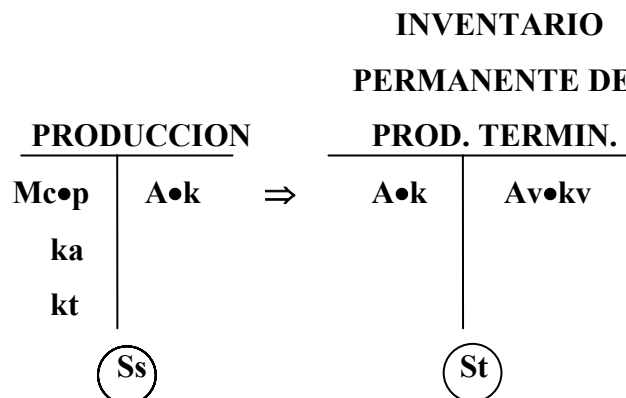 INVENTARIO
PERMANENTE DE
PRODUCCION PROD. TERMIN.
Mc•p A•k ⇒ A•k Av•kv
ka
kt
Ss St